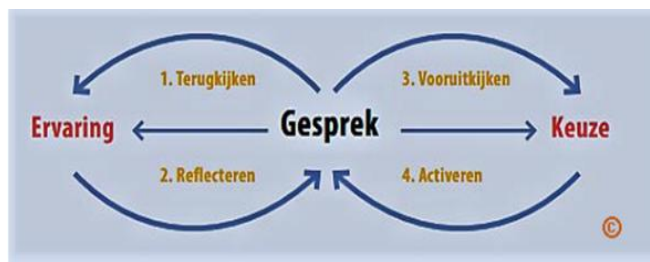 1. Terugkijken
3. Vooruitkijken
Ervaring
Gesprek
Keuze
2. Reflecteren
4. Activeren
©